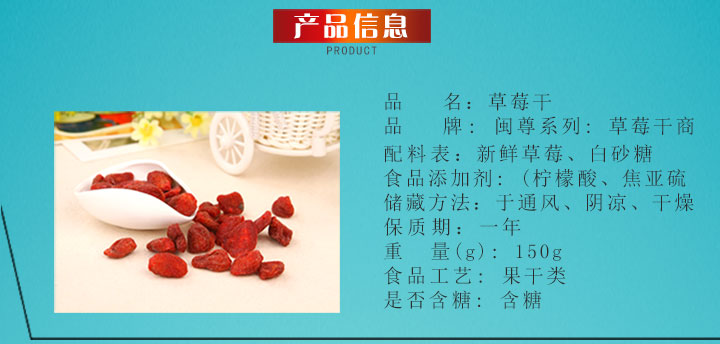 产品信息
PRODUCT
品 名：草莓干
品 牌：闽尊系列：草莓干商
配料表：新鲜草莓、白砂糖
食品添加剂：(柠檬酸、焦亚硫
储藏方法：于通风、阴凉、干燥
保质期：一年
重 量(g)：150g
食品工艺：果干类
是否含糖：含糖